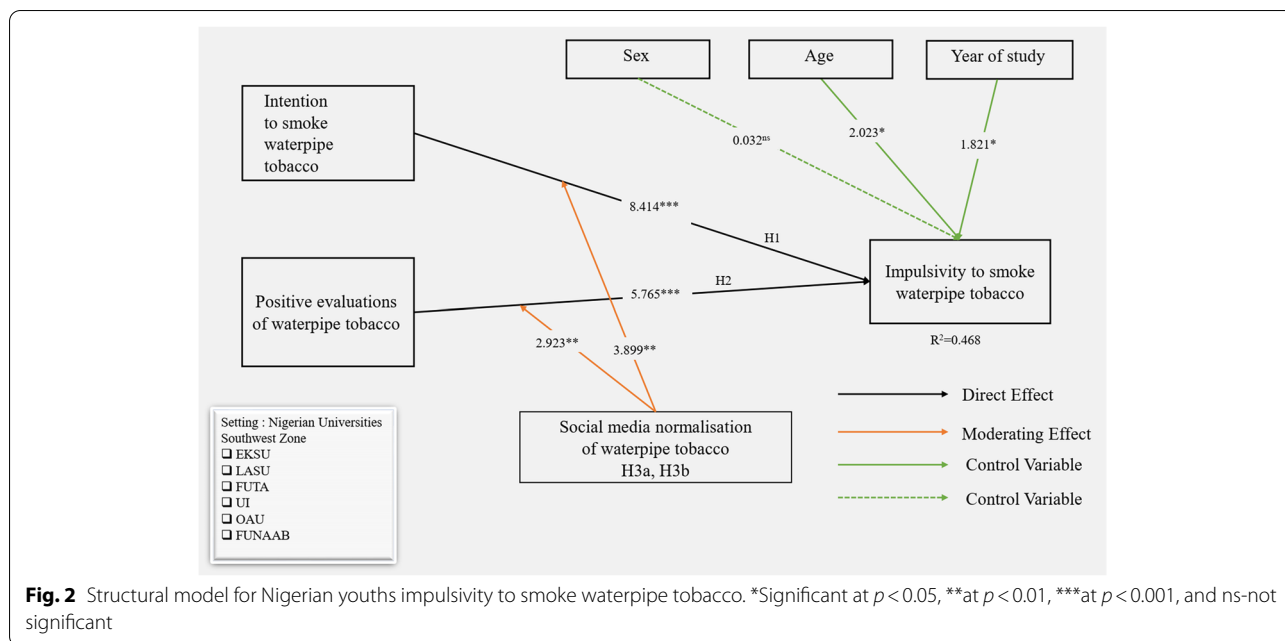 Sex
Age
Year of study
Intention
to smoke
waterpipe
tobacco
0.032ns
2.023*
1.821*
8.414***
H1
Positive evaluations
of waterpipe tobacco
5.765***
H2
Impulsivity to smoke
waterpipe tobacco
R²=0.468
2.923**
3.899**
Social media normalisation
of waterpipe tobacco
H3a, H3b
Direct Effect
Moderating Effect
Control Variable
Control Variable
Setting : Nigerian Universities
Southwest Zone
❑ EKSU
❑ LASU
❑ FUTA
❑ UI
❑ OAU
❑ FUNAAB
Fig. 2 Structural model for Nigerian youths impulsivity to smoke waterpipe tobacco. *Significant at p < 0.05, **at p < 0.01, ***at p < 0.001, and ns-not
significant